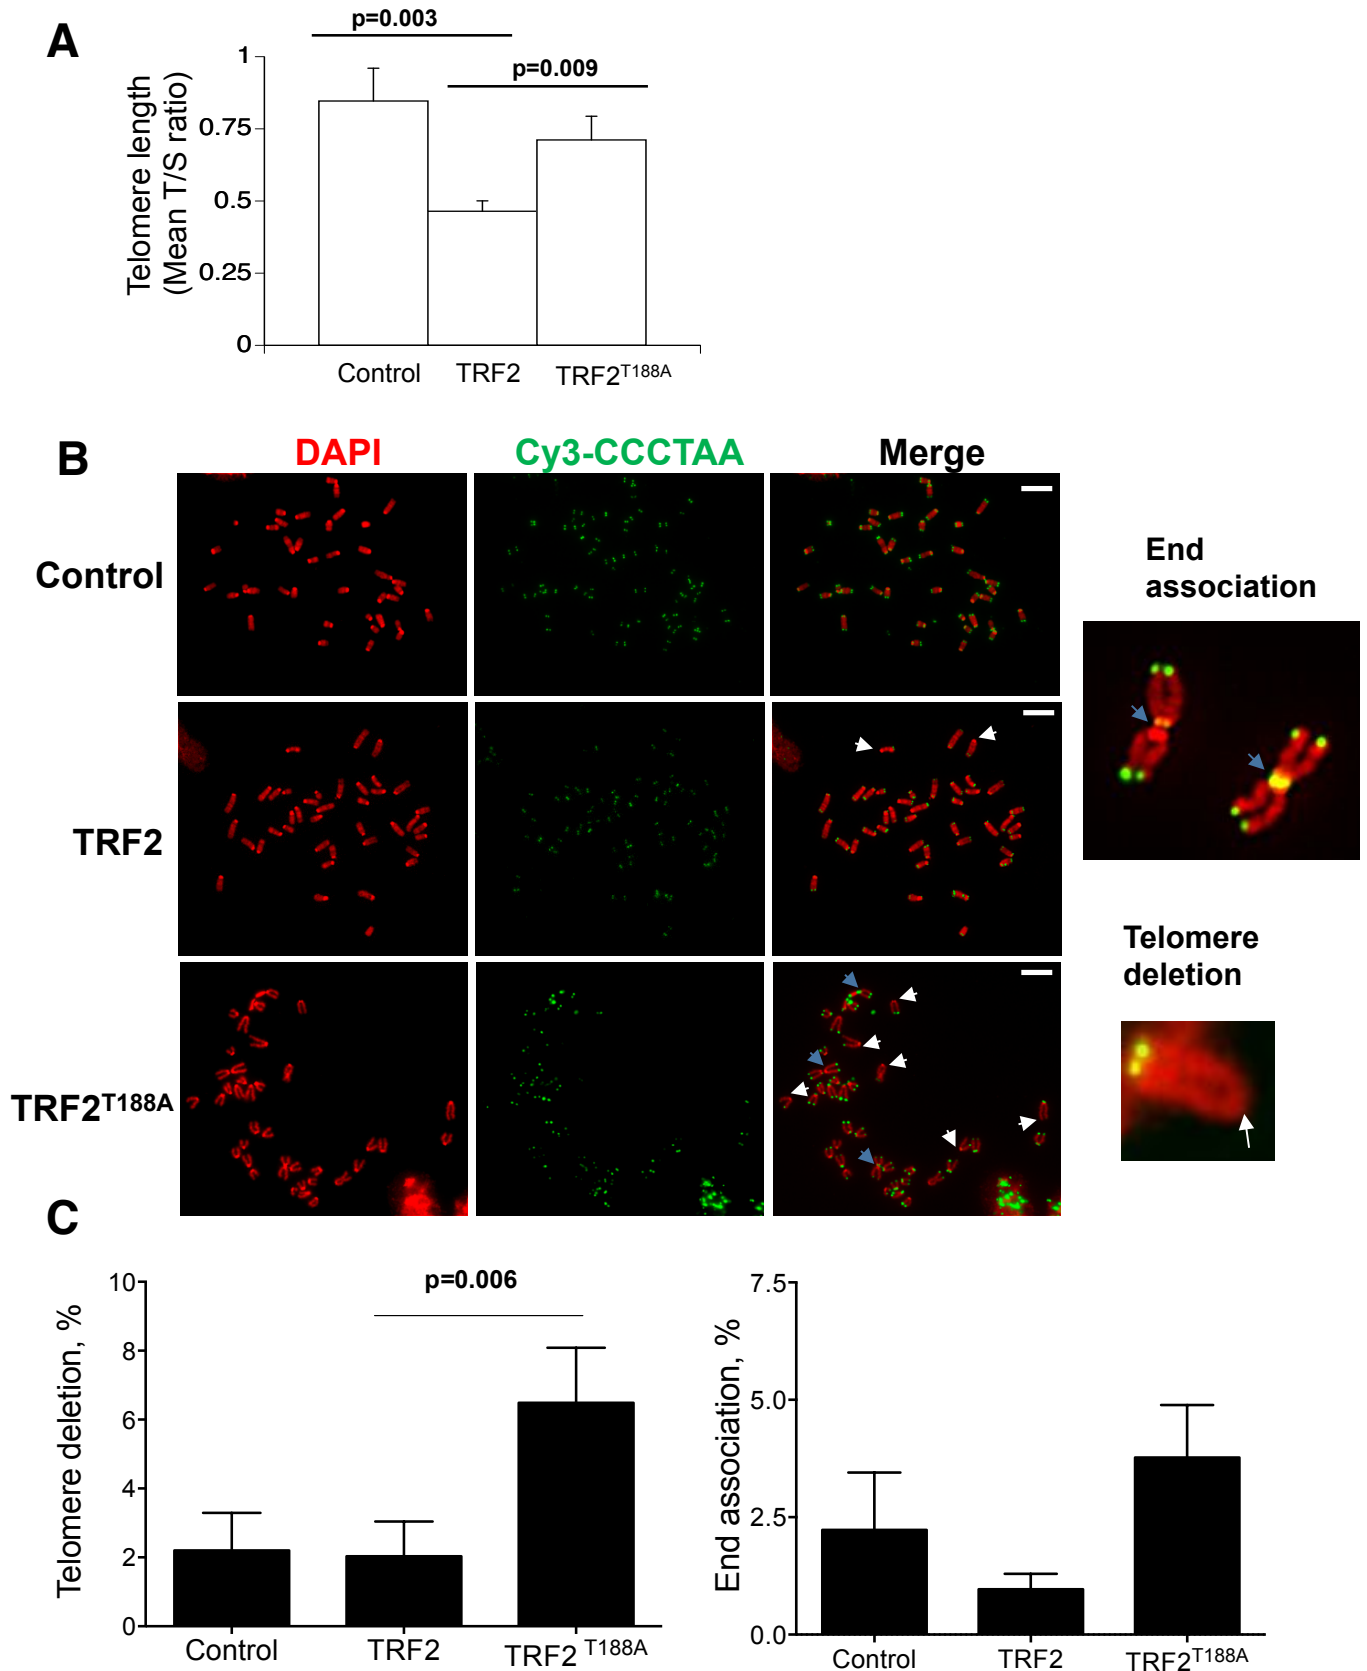 A
p=0.003
p=0.009
Telomere length
(Mean T/S ratio)
1
0.75
0.5
0.25
0
Control TRF2 TRF2T188A
B
DAPI Cy3-CCCTAA Merge
Control
TRF2
TRF2T188A
End
association
Telomere
deletion
C
p=0.006
Telomere deletion, %
10
8
6
4
2
0
Control TRF2 TRF2 T188A
End association, %
7.5
5.0
2.5
0.0
Control TRF2 TRF2T188A